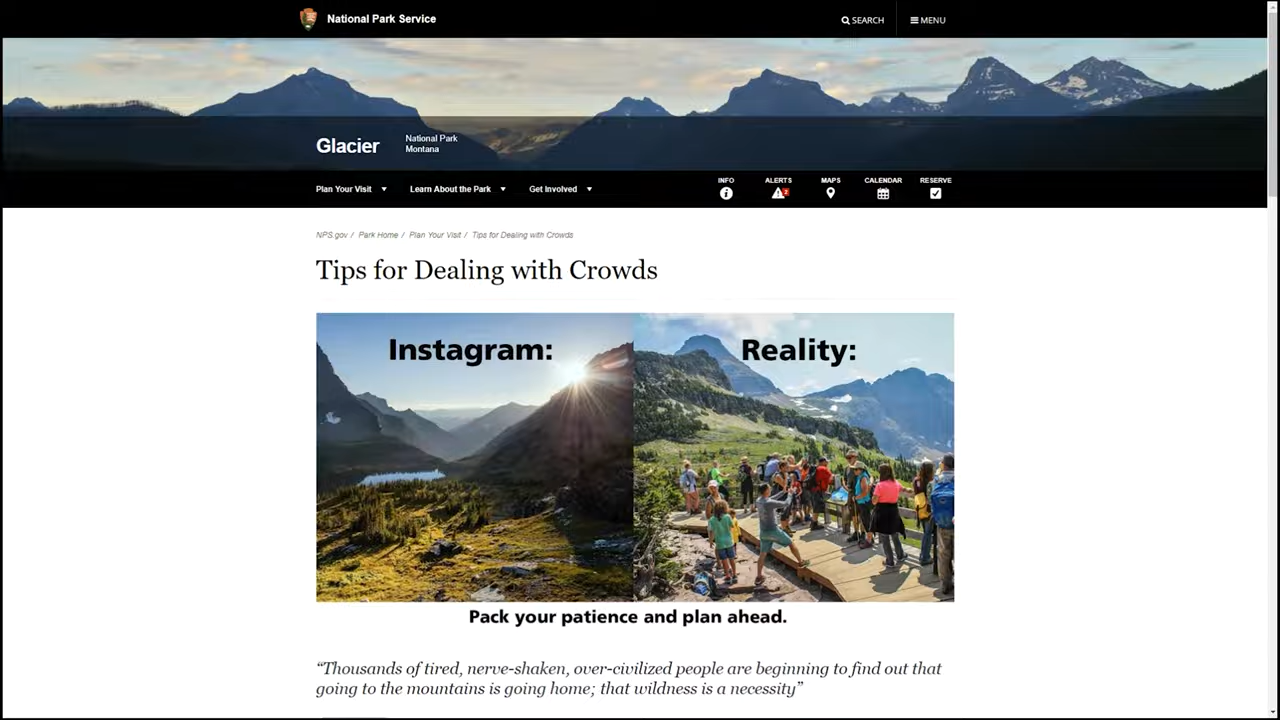 National Park Service
SEARCH
MENU
Glacier
National Park
Montana
Plan Your Visit
Learn About the Park
Get Involved
INFO
ALERTS
2
MAPS
CALENDAR
RESERVE
NPS.gov / Park Home / Plan Your Visit / Tips for Dealing with Crowds
Tips for Dealing with Crowds
Instagram:
Reality:
Pack your patience and plan ahead.
“Thousands of tired, nerve-shaken, over-civilized people are beginning to find out that
going to the mountains is going home; that wildness is a necessity”